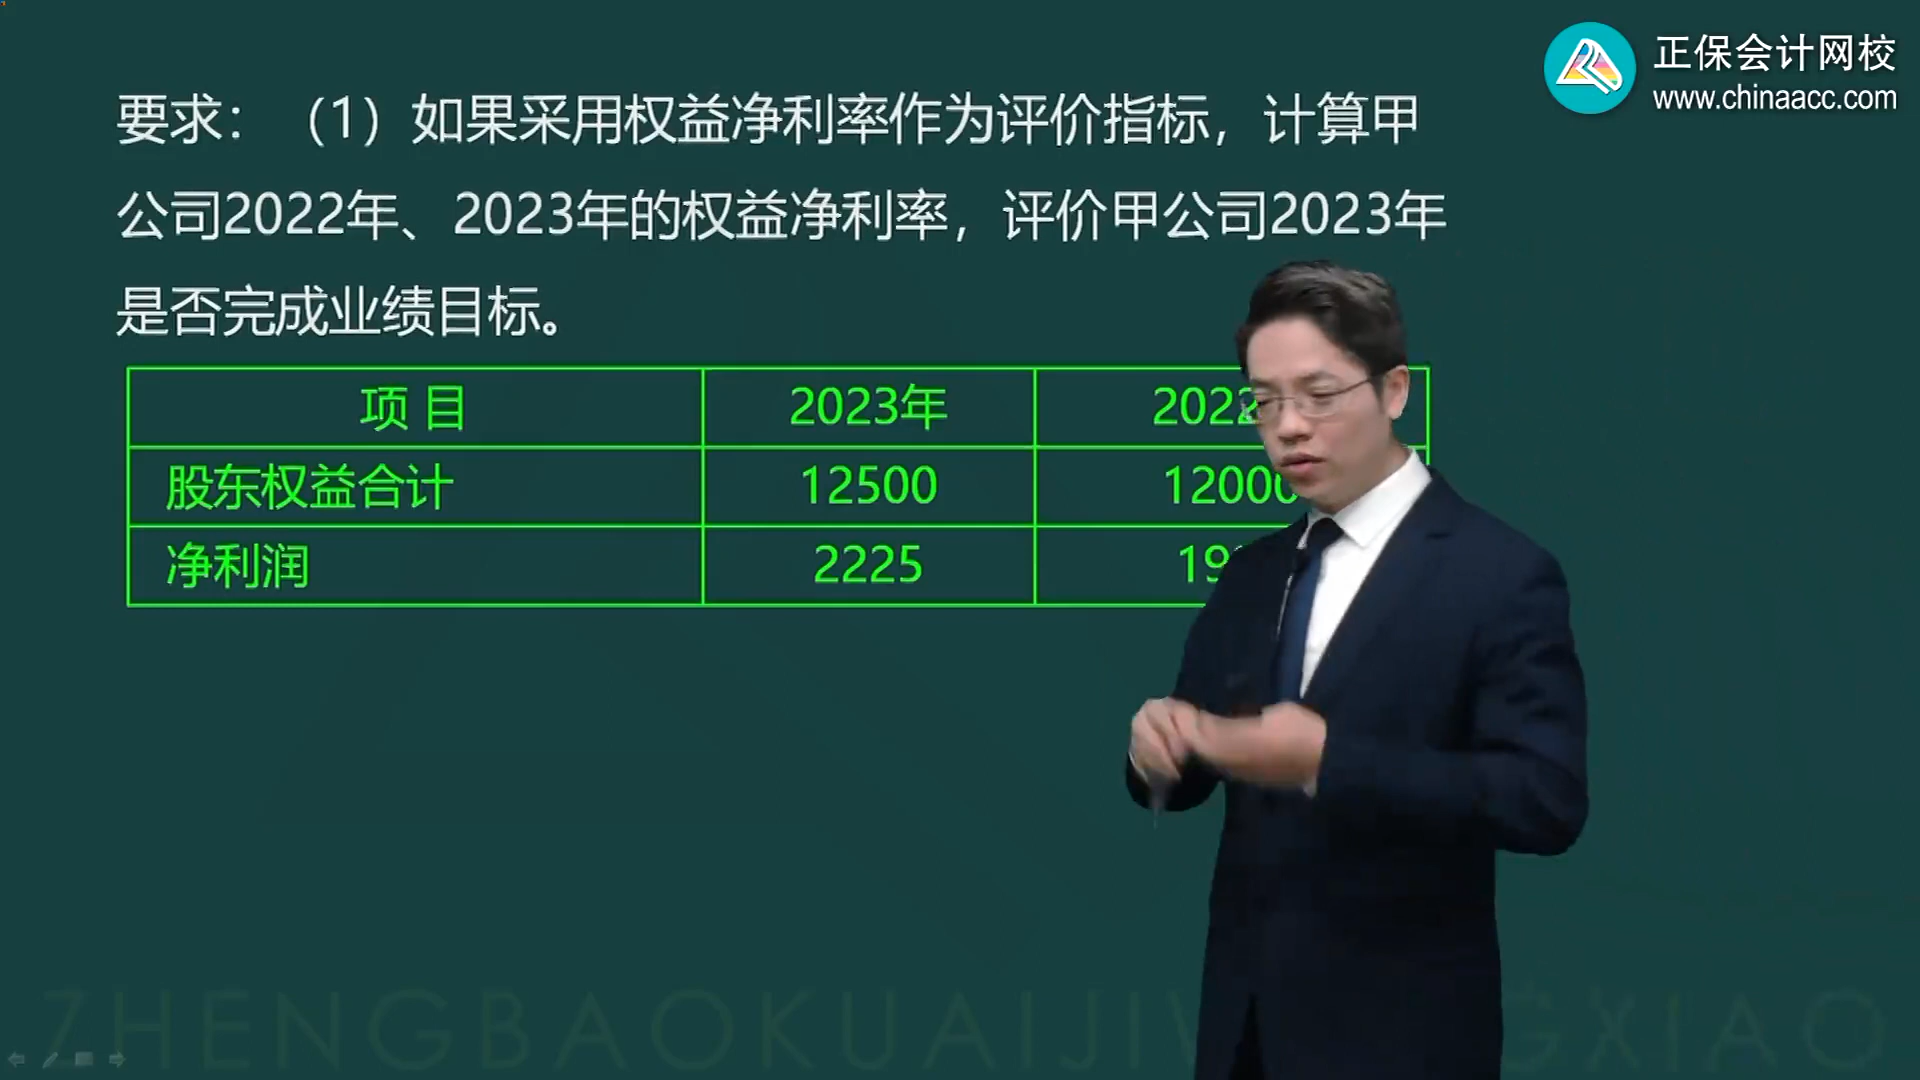 正保会计网校
www.chinaacc.com
要求：（1）如果采用权益净利率作为评价指标，计算甲
公司2022年、2023年的权益净利率，评价甲公司2023年
是否完成业绩目标。
项 目 2023年 2022
股东权益合计 12500 12000
净利润 2225 19